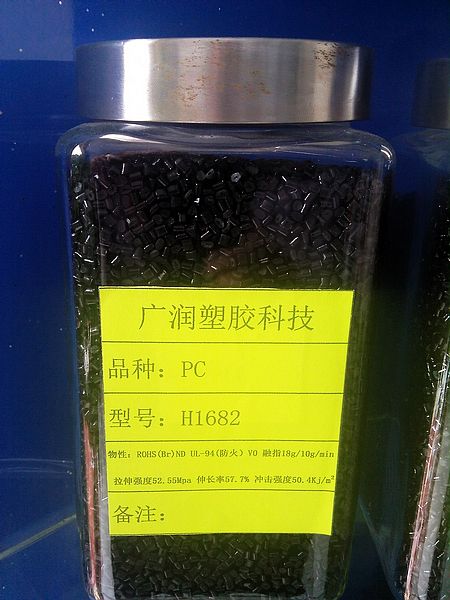 广润塑胶科技
品种：PC
型号：H1682
物性：ROHS(Br)ND UL-94(防火) V0 融指18g/10g/min
拉伸强度52.55Mpa 伸长率57.7% 冲击强度50.4Kj/m²
备注：